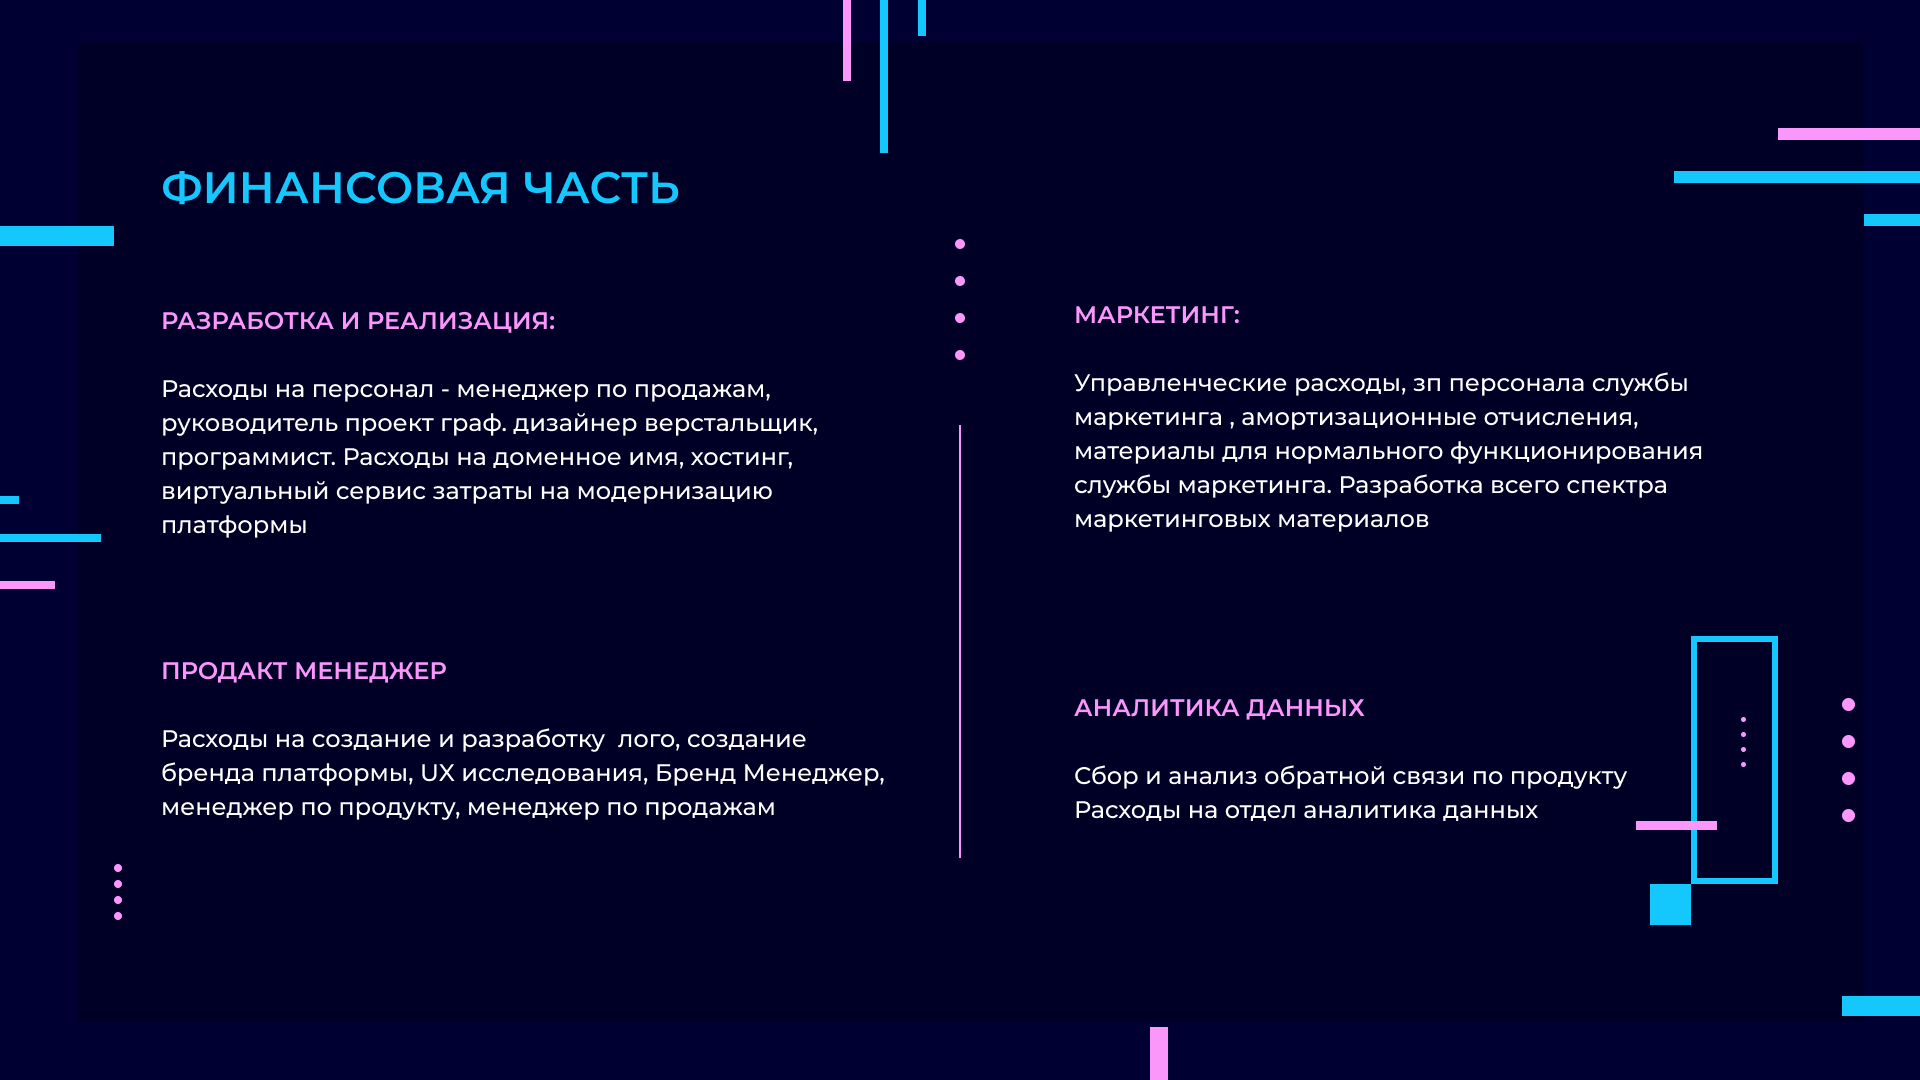 ФИНАНСОВАЯ ЧАСТЬ
РАЗРАБОТКА И РЕАЛИЗАЦИЯ:
Расходы на персонал - менеджер по продажам,
руководитель проект граф. дизайнер верстальщик,
программист. Расходы на доменное имя, хостинг,
виртуальный сервис затраты на модернизацию
платформы
ПРОДАКТ МЕНЕДЖЕР
Расходы на создание и разработку  лого, создание
бренда платформы, UX исследования, Бренд Менеджер,
менеджер по продукту, менеджер по продажам
МАРКЕТИНГ:
Управленческие расходы, зп персонала службы
маркетинга , амортизационные отчисления,
материалы для нормального функционирования
службы маркетинга. Разработка всего спектра
маркетинговых материалов
АНАЛИТИКА ДАННЫХ
Сбор и анализ обратной связи по продукту
Расходы на отдел аналитика данных